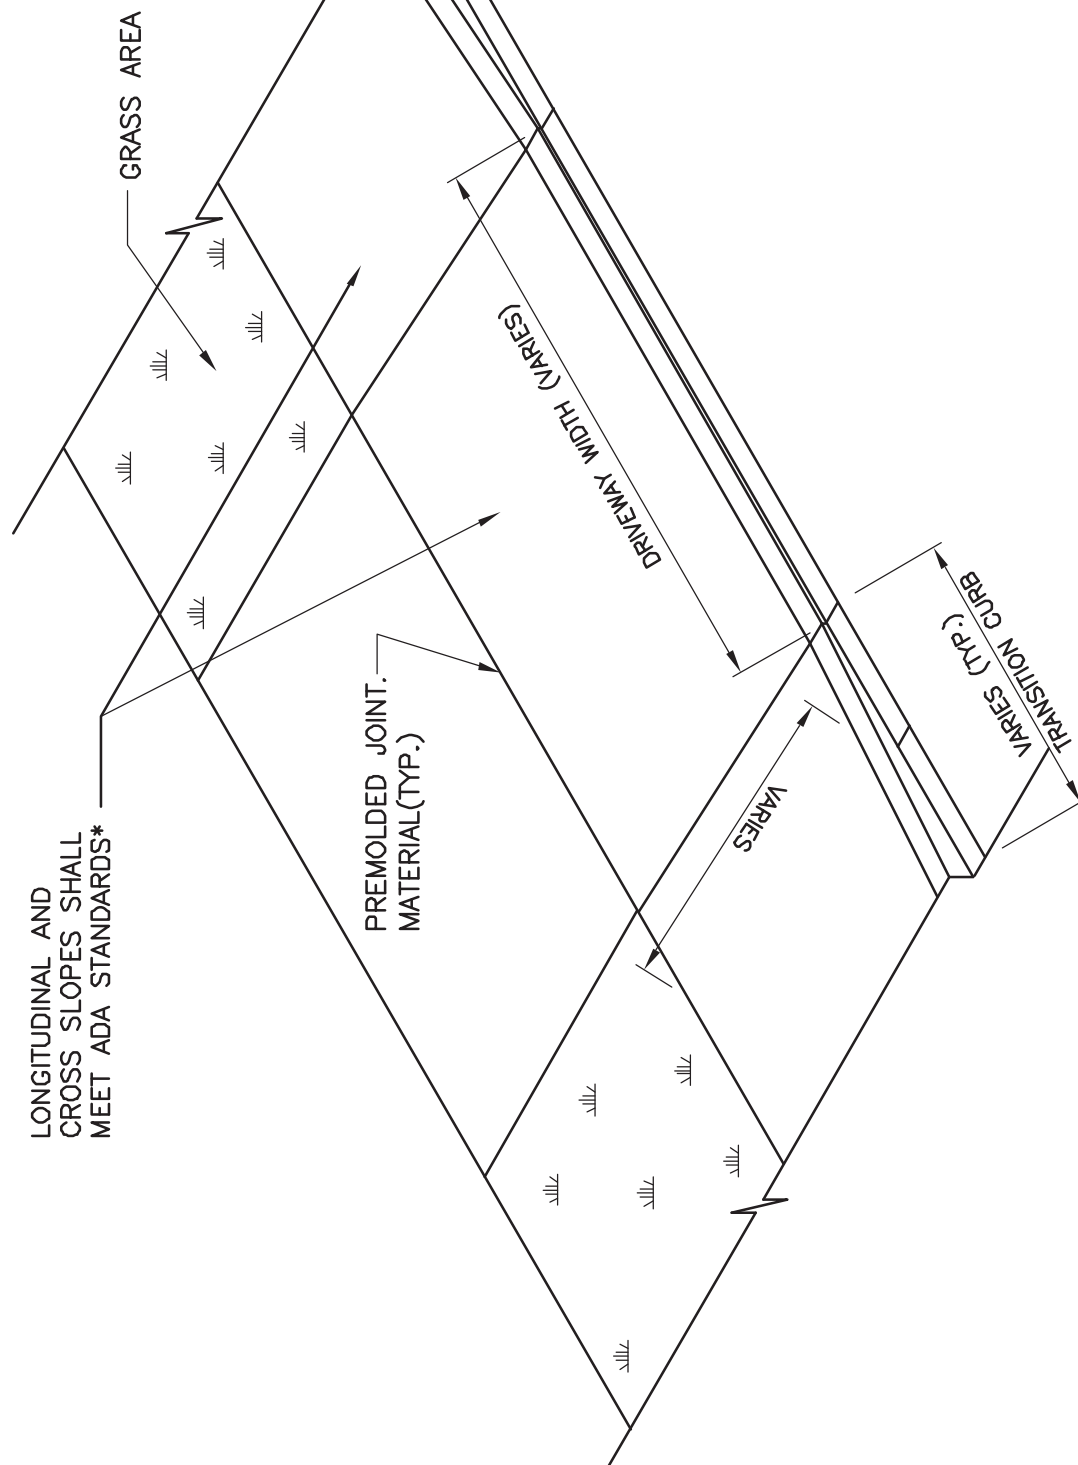 LONGITUDINAL AND
CROSS SLOPES SHALL
MEET ADA STANDARDS*
GRASS AREA
PREMOLDED JOINT.
MATERIAL(TYP.)
DRIVEWAY WIDTH (VARIES)
VARIES
VARIES (TYP.)
TRANSITION CURB